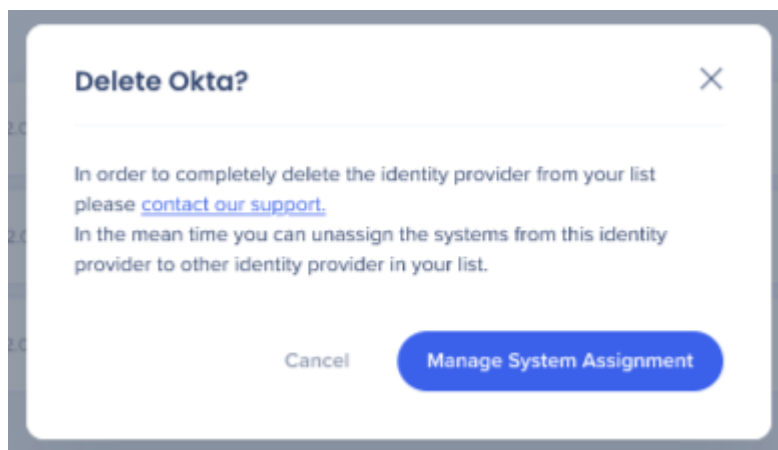 Delete Okta?
In order to completely delete the identity provider from your list
please contact our support.
In the mean time you can unassign the systems from this identity
provider to other identity provider in your list.
Cancel
Manage System Assignment